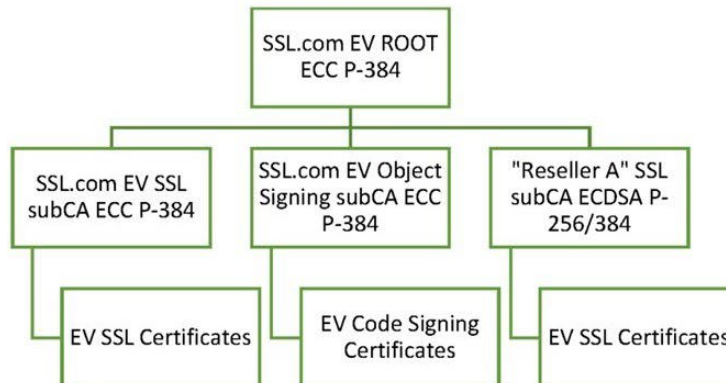 SSL.com EV ROOT
ECC P-384
SSL.com EV SSL
subCA ECC P-384
SSL.com EV Object
Signing subCA ECC
P-384
"Reseller A" SSL
subCA ECDSA P-
256/384
EV SSL Certificates
EV Code Signing
Certificates
EV SSL Certificates